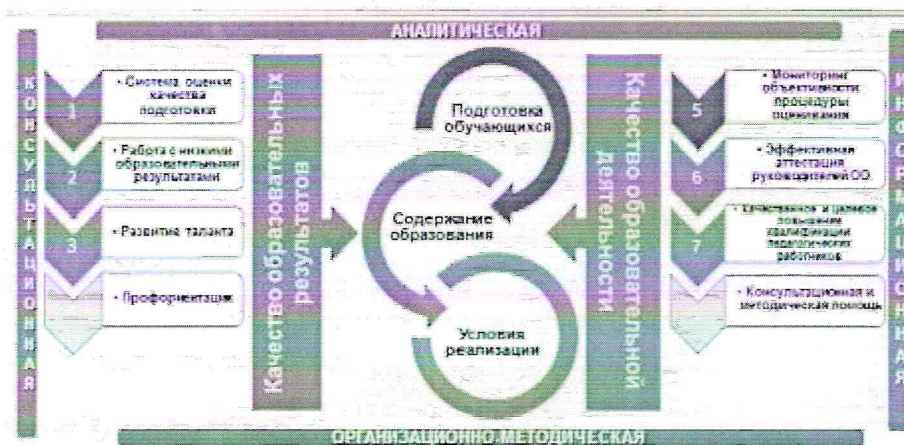 АНАЛИТИЧЕСКАЯ
КОНСУЛЬТАЦИОННАЯ
1
• Система оценки
качества
подготовки
2
• Работа с низкими
образовательными
результатами
3
• Развитие таланта
• Профориентация
Качество образовательных
результатов
Подготовка
обучающихся
Содержание
образования
Условия
реализации
Качество образовательной
деятельности
5
• Мониторинг
объективности
процедуры
оценивания
6
• Эффективная
аттестация
руководителей ОО
7
• Качественное и целевое
повышение
квалификации
педагогических
работников
• Консультационная и
методическая помощь
ИНФОРМАЦИОННАЯ
ОРГАНИЗАЦИОННО-МЕТОДИЧЕСКАЯ